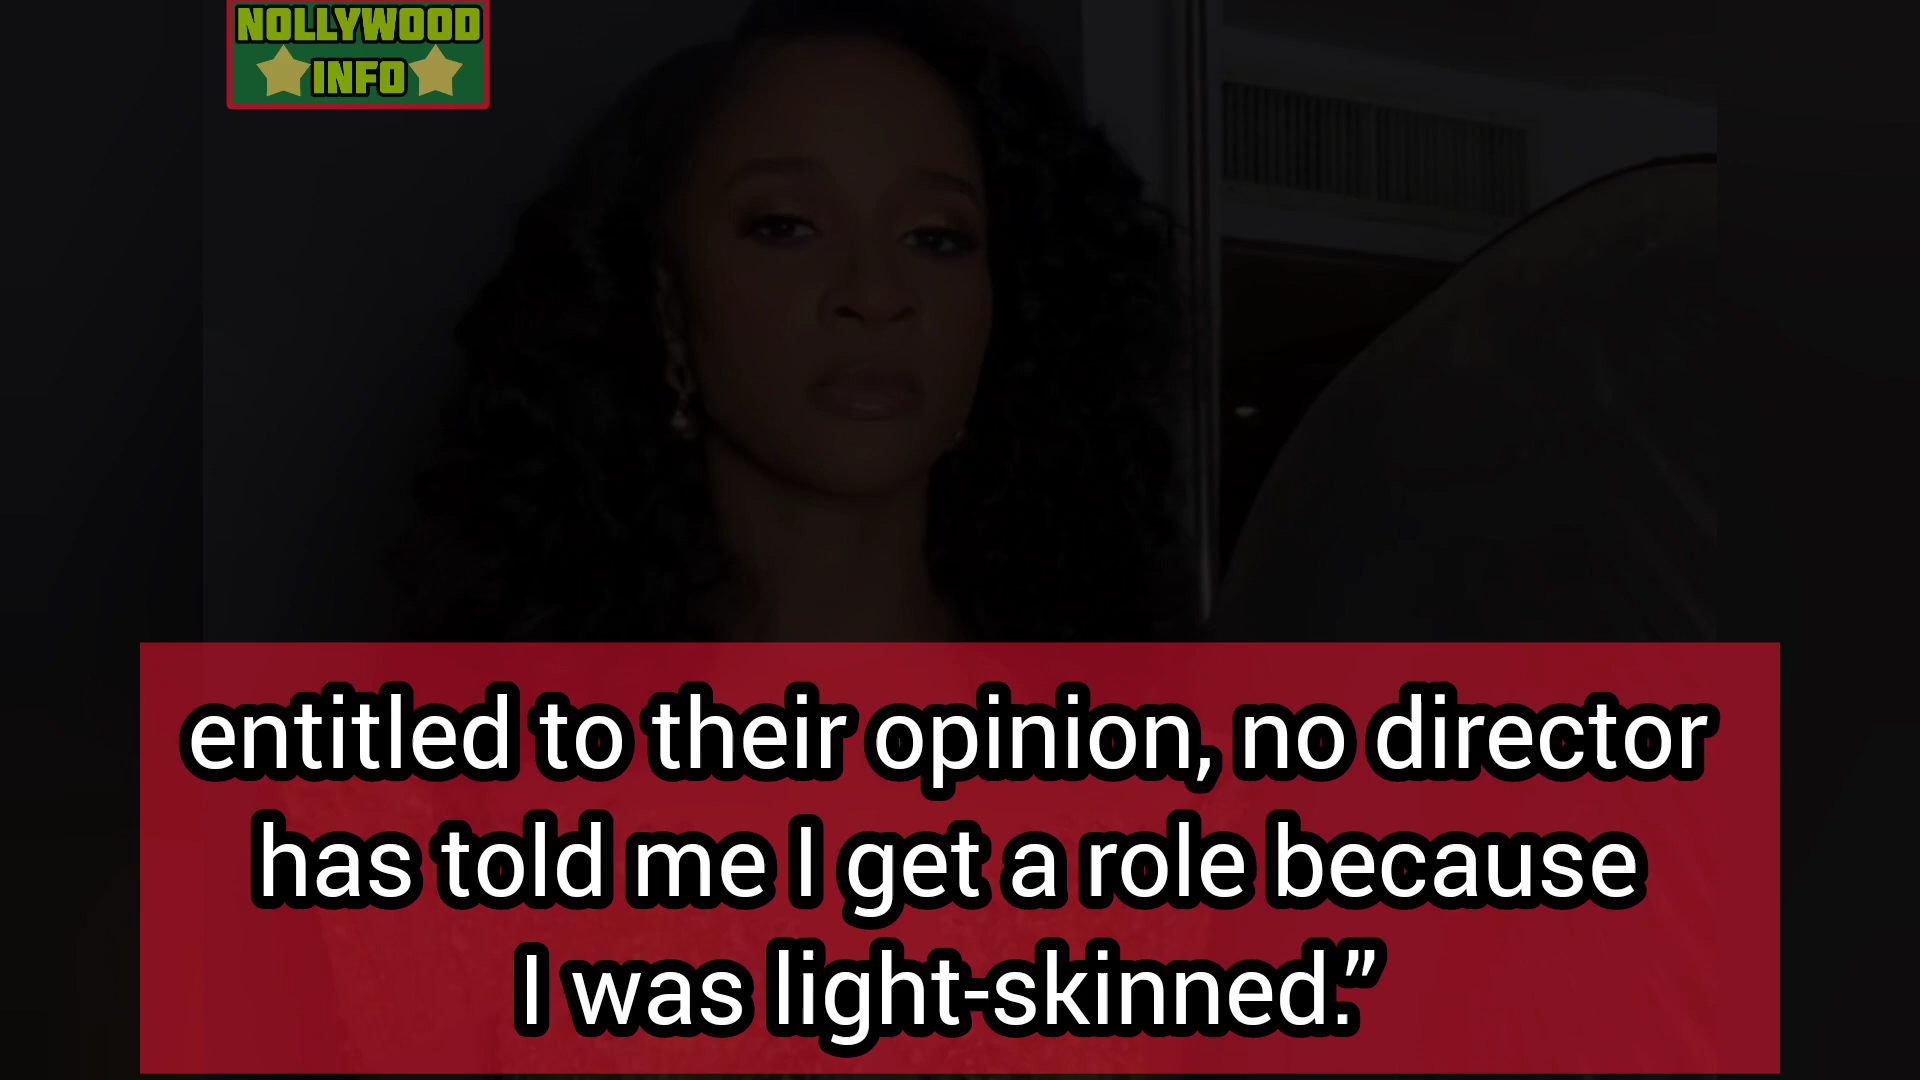 NOLLYWOOD
INFO
entitled to their opinion, no director
has told me I get a role because
I was light-skinned.”